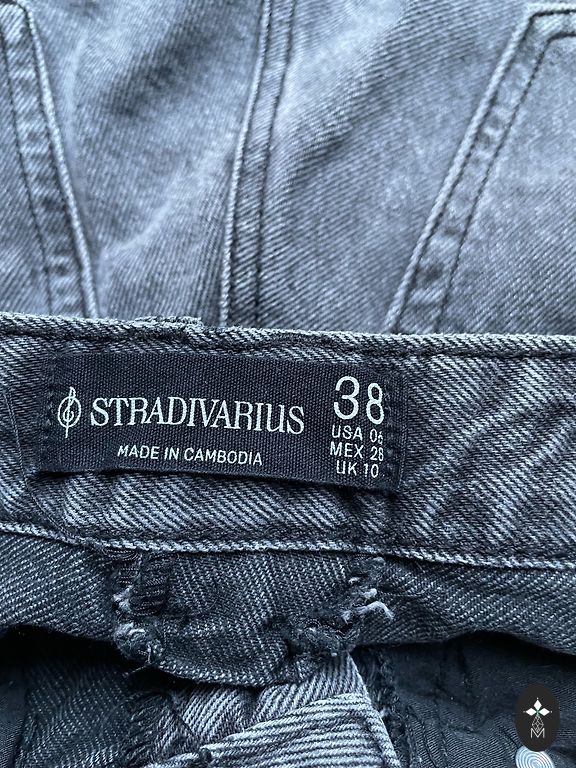 STRADIVARIUS
MADE IN CAMBODIA
38
USA 06
MEX 28
UK 10
M